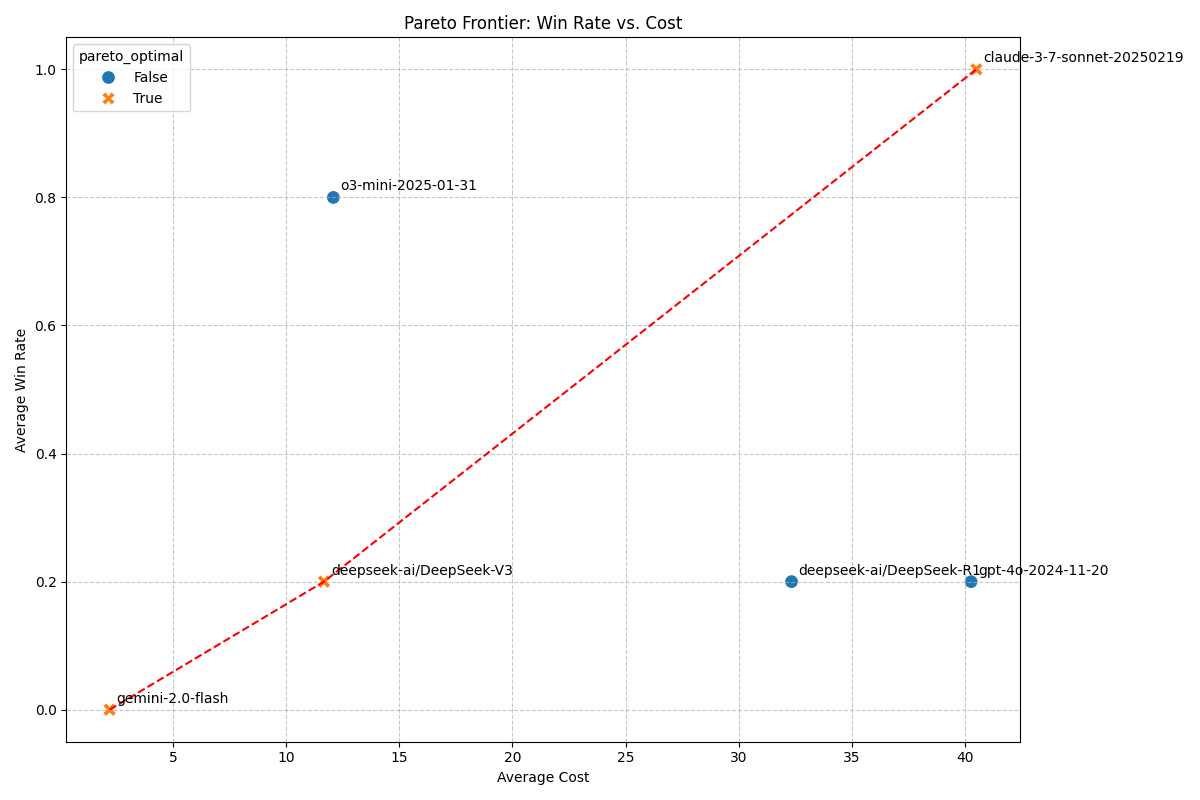 Pareto Frontier: Win Rate vs. Cost
pareto_optimal
False
True
claude-3-7-sonnet-20250219
o3-mini-2025-01-31
deepseek-ai/DeepSeek-V3
deepseek-ai/DeepSeek-R1
gpt-4o-2024-11-20
gemini-2.0-flash
Average Win Rate
1.0
0.8
0.6
0.4
0.2
0.0
5 10 15 20 25 30 35 40
Average Cost